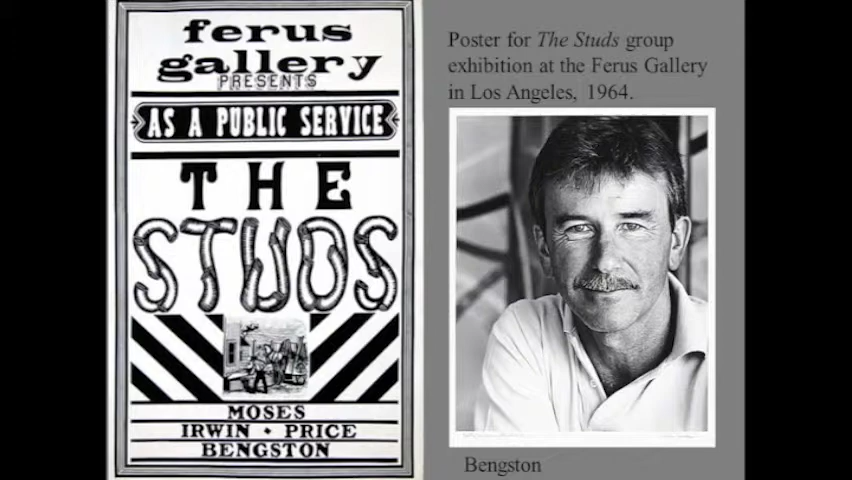 ferus
gallery
PRESENTS
AS A PUBLIC SERVICE
THE
STUDS
MOSES
IRWIN • PRICE
BENGSTON
Poster for The Studs group
exhibition at the Ferus Gallery
in Los Angeles, 1964.
Bengston